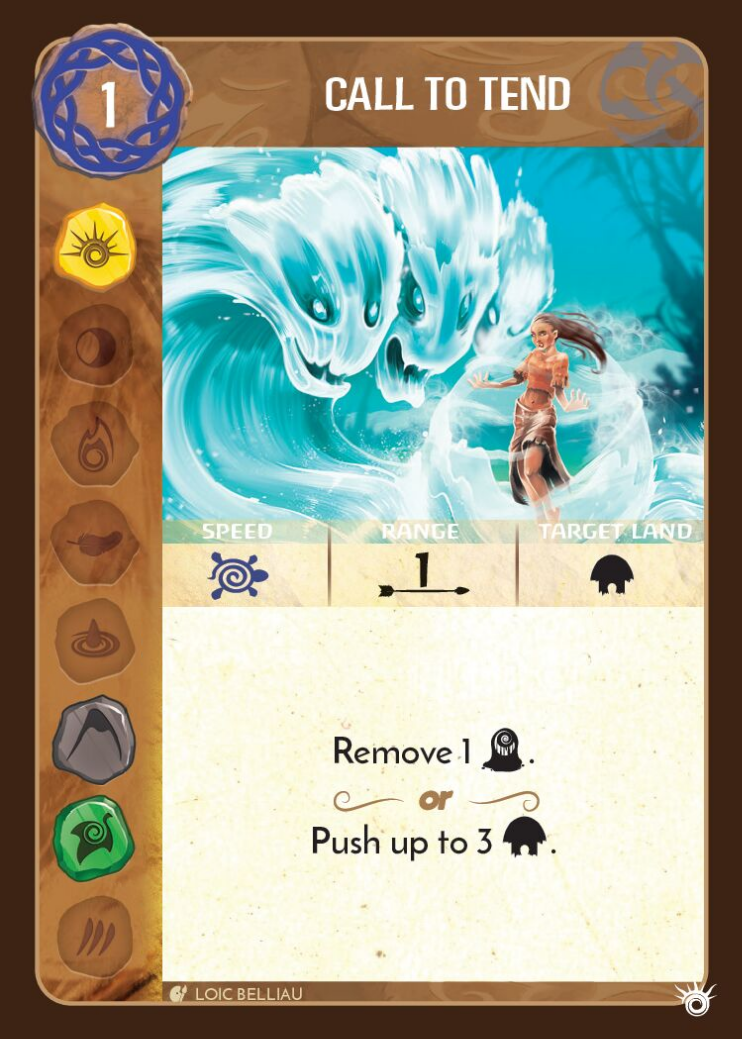 1
CALL TO TEND
SPEED RANGE TARGET LAND
1
Remove 1 .
or
Push up to 3 .
LOIC BELLIAU